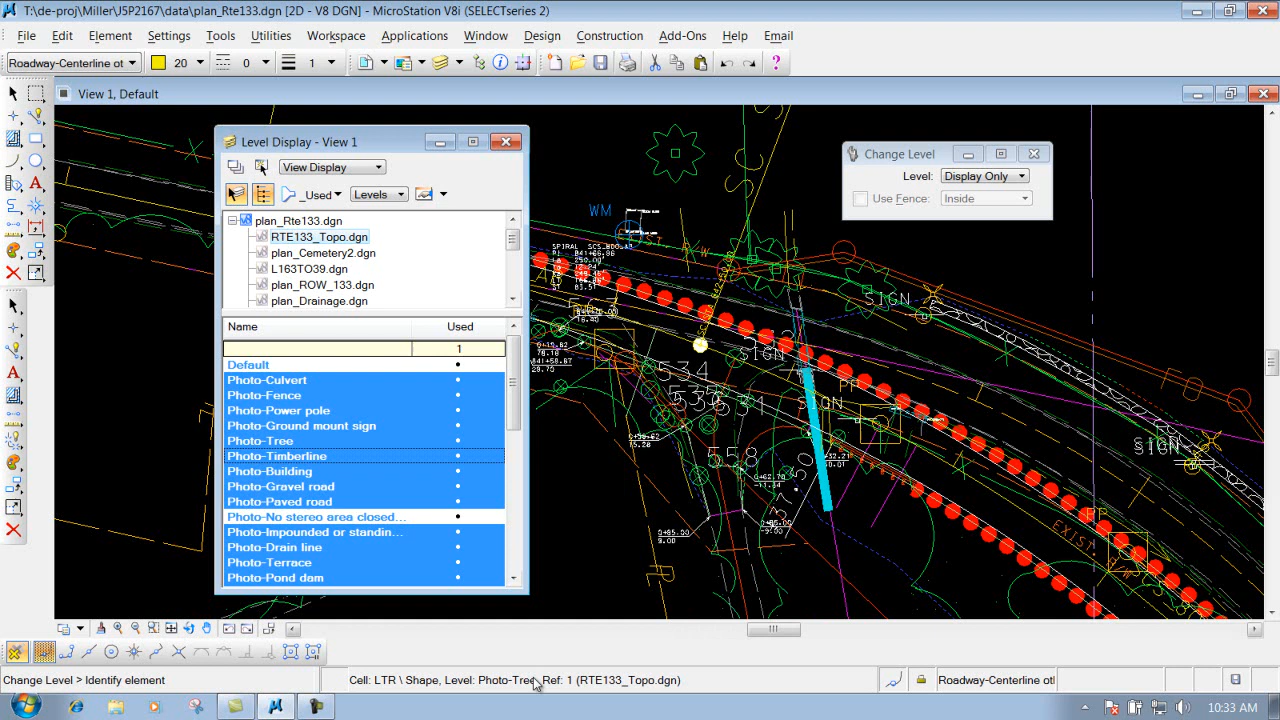 T:\de-proj\Miller\J5P2167\data\plan_Rte133.dgn [2D - V8 DGN] - MicroStation V8i (SELECTseries 2)
File Edit Element Settings Tools Utilities Workspace Applications Window Design Construction Add-Ons Help Email
Roadway-Centerline ot 20 0 1
View 1, Default
Level Display - View 1
View Display
_Used Levels
plan_Rte133.dgn
RTE133_Topo.dgn
plan_Cemetery2.dgn
L163TO39.dgn
plan_ROW_133.dgn
plan_Drainage.dgn
Name Used
1
Default
Photo-Culvert
Photo-Fence
Photo-Power pole
Photo-Ground mount sign
Photo-Tree
Photo-Timberline
Photo-Building
Photo-Gravel road
Photo-Paved road
Photo-No stereo area closed...
Photo-Impounded or standin...
Photo-Drain line
Photo-Terrace
Photo-Pond dam
Change Level
Level: Display Only
Use Fence: Inside
WM
R/W
SIGN
SIGN
534
531
PP
553
SIGN
PP
EXIST.
Change Level > Identify element
Cell: LTR \ Shape, Level: Photo-Tree, Ref: 1 (RTE133_Topo.dgn)
Roadway-Centerline otl
10:33 AM